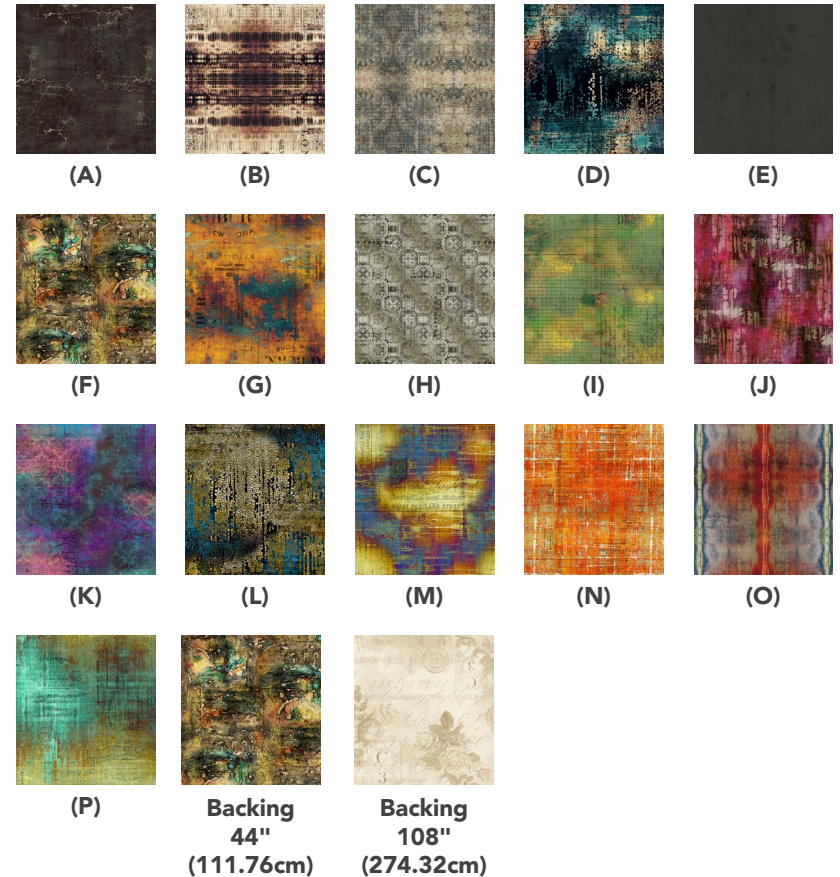 (A)
(B)
(C)
(D)
(E)
(F)
(G)
(H)
(I)
(J)
(K)
(L)
(M)
(N)
(O)
(P)
Backing
44"
(111.76cm)
Backing
108"
(274.32cm)